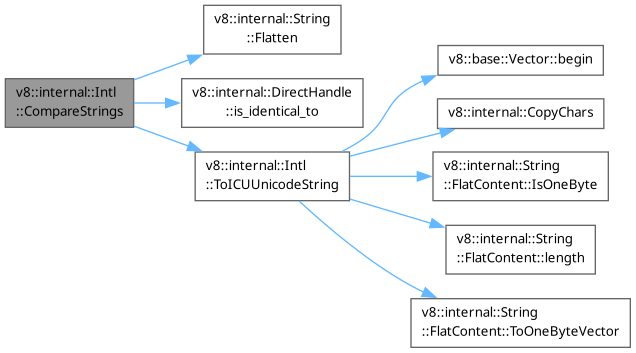 v8::internal::Intl
::CompareStrings
v8::internal::String
::Flatten
v8::internal::DirectHandle
::is_identical_to
v8::internal::Intl
::ToICUUnicodeString
v8::base::Vector::begin
v8::internal::CopyChars
v8::internal::String
::FlatContent::IsOneByte
v8::internal::String
::FlatContent::length
v8::internal::String
::FlatContent::ToOneByteVector